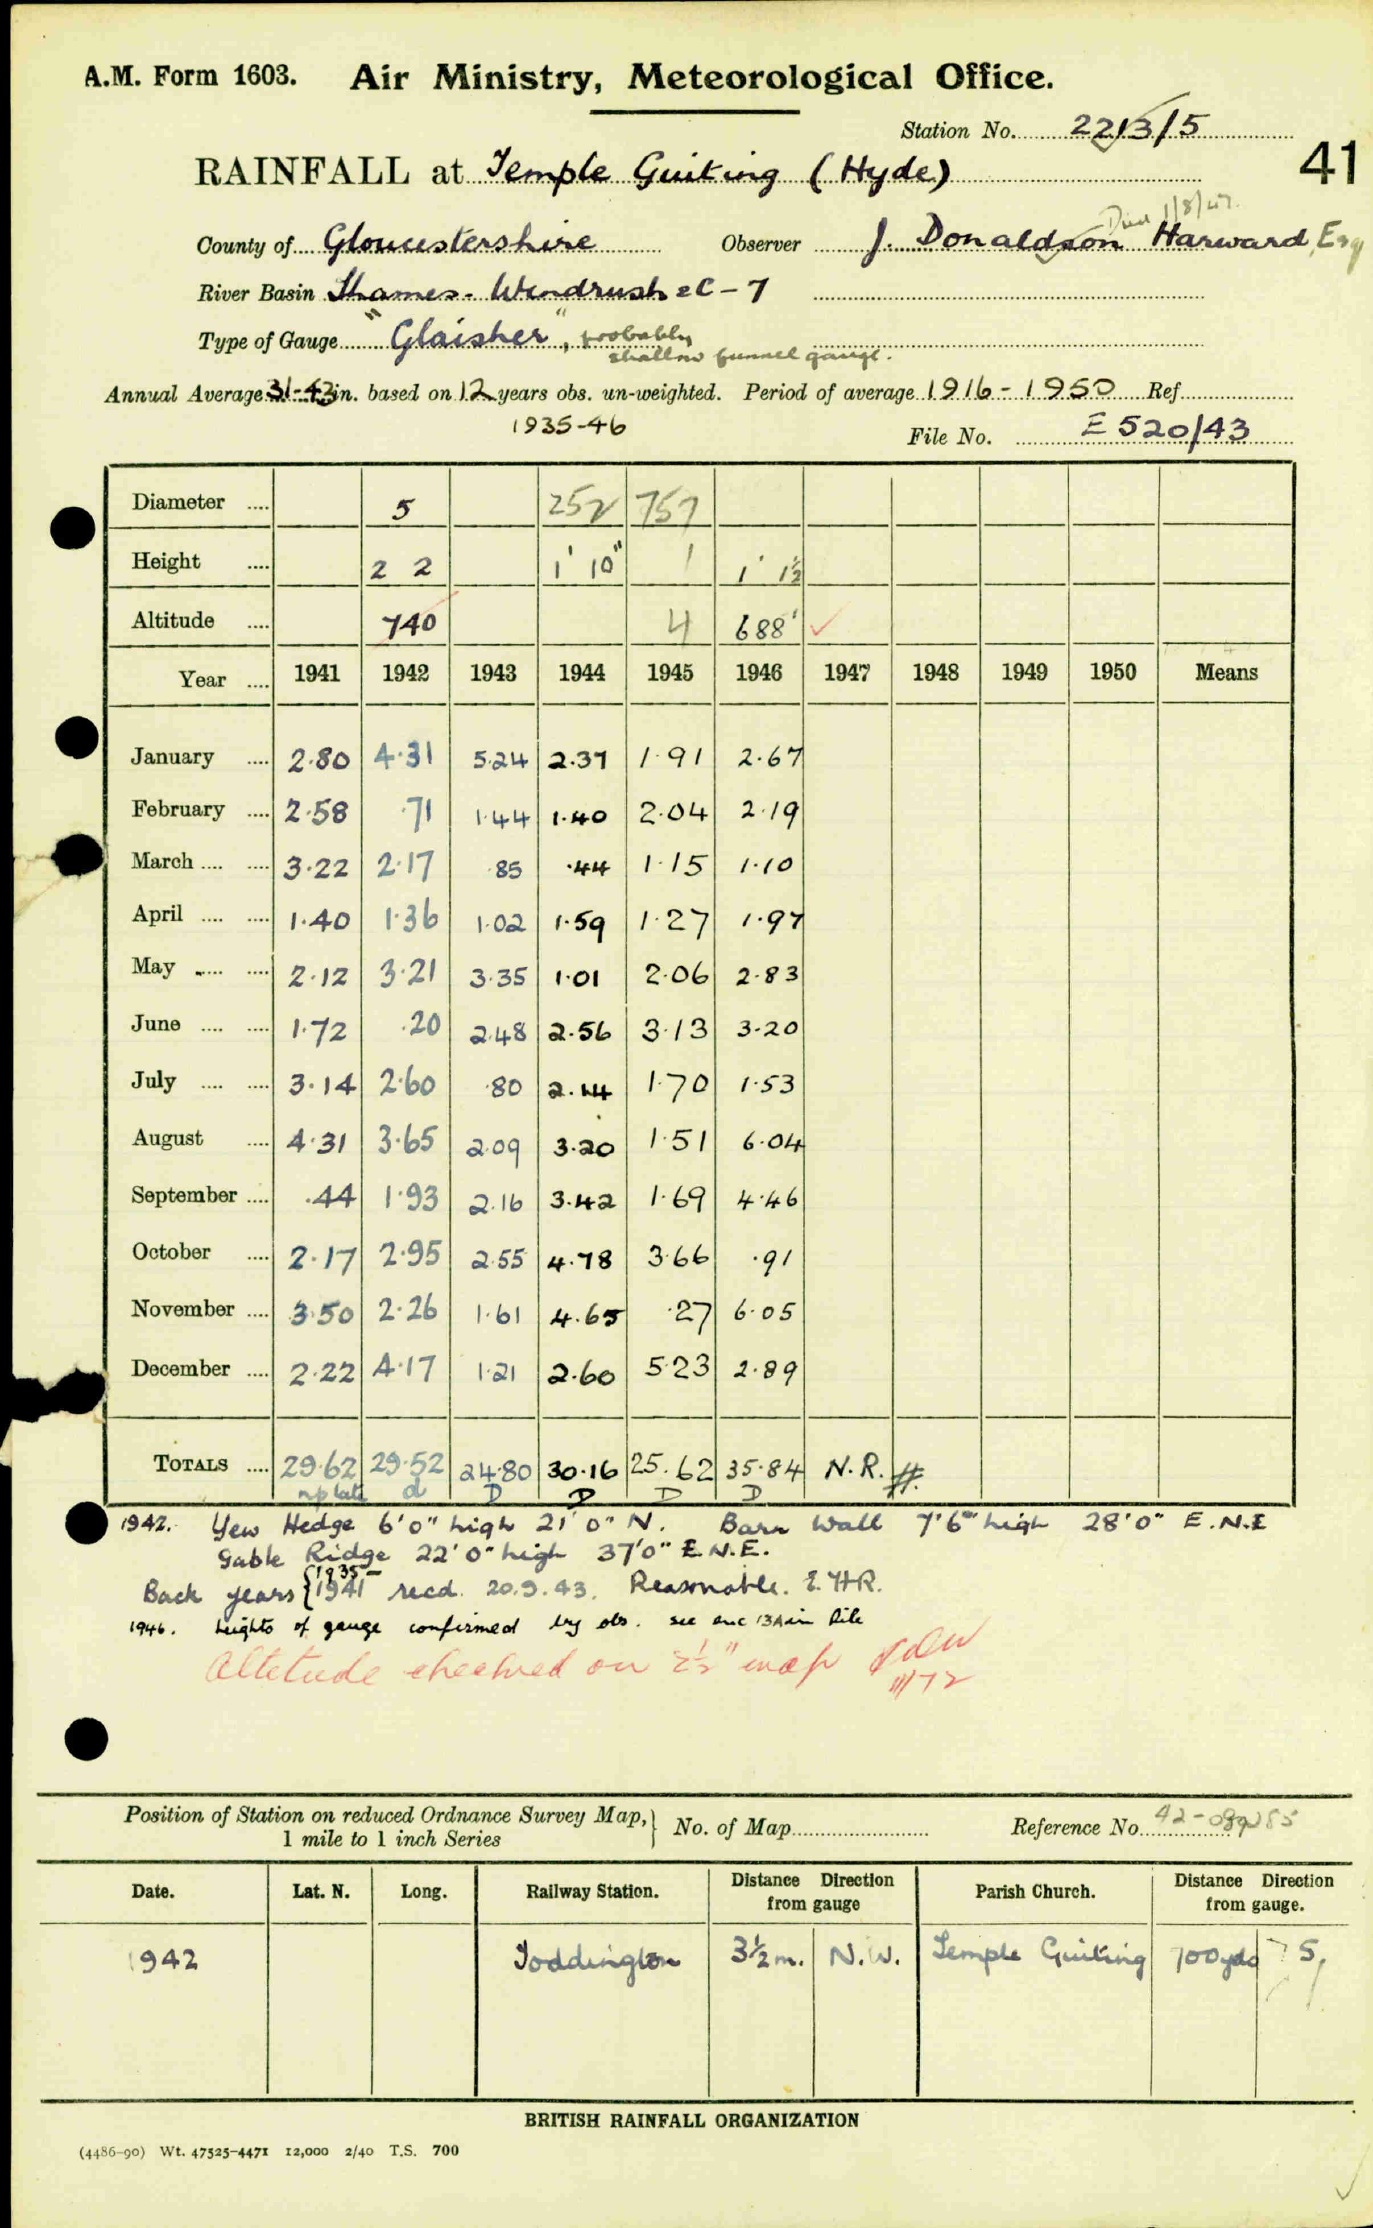 A.M. Form 1603. Air Ministry, Meteorological Office.
Station No. 2213/5
41
RAINFALL at Temple Guiting (Hyde)
Died 1/8/47.
County of Gloucestershire Observer J. Donaldson Harward, Esq
River Basin Thames - Windrush 2C-7
Type of Gauge "Glaisher", probably
shallow funnel gauge.
Annual Average 31.43 in. based on 12 years obs. un-weighted. Period of average 1916-1950 Ref.
1935-46
File No. E 520/43
Diameter 5 252 757
Height 2 2 1' 10" 1 1' 1½
Altitude 740 4 688'
Year 1941 1942 1943 1944 1945 1946 1947 1948 1949 1950 Means
January 2.80 4.31 5.24 2.37 1.91 2.67
February 2.58 .71 1.44 1.40 2.04 2.19
March 3.22 2.17 .85 .44 1.15 1.10
April 1.40 1.36 1.02 1.59 1.27 1.97
May 2.12 3.21 3.35 1.01 2.06 2.83
June 1.72 .20 2.48 2.56 3.13 3.20
July 3.14 2.60 .80 2.14 1.70 1.53
August 4.31 3.65 2.09 3.20 1.51 6.04
September .44 1.93 2.16 3.42 1.69 4.46
October 2.17 2.95 2.55 4.78 3.66 .91
November 3.50 2.26 1.61 4.65 .27 6.05
December 2.22 4.17 1.21 2.60 5.23 2.89
TOTALS 29.62 29.52 24.80 30.16 25.62 35.84 N.R. #
late d D D D D
1942. Yew Hedge 6'0" high 21'0" N. Barn Wall 7'6" high 28'0" E.N.E
Gable Ridge 22'0" high 37'0" E.N.E.
Back years {1935-1941 recd. 20.9.43. Reasonable. E.HR.
1946. heights of gauge confirmed by obs. see enc 13A in file
Altitude checked on 2½" map 1/72
Position of Station on reduced Ordnance Survey Map, } No. of Map Reference No. 42-
1 mile to 1 inch Series
Date. Lat. N. Long. Railway Station. Distance Direction from gauge Parish Church. Distance Direction from gauge.
1942 Toddington 3½ m. N.W. Temple Guiting 700 yds ? S,
BRITISH RAINFALL ORGANIZATION
(4486-90) Wt. 47525-4471 12,000 2/40 T.S. 700